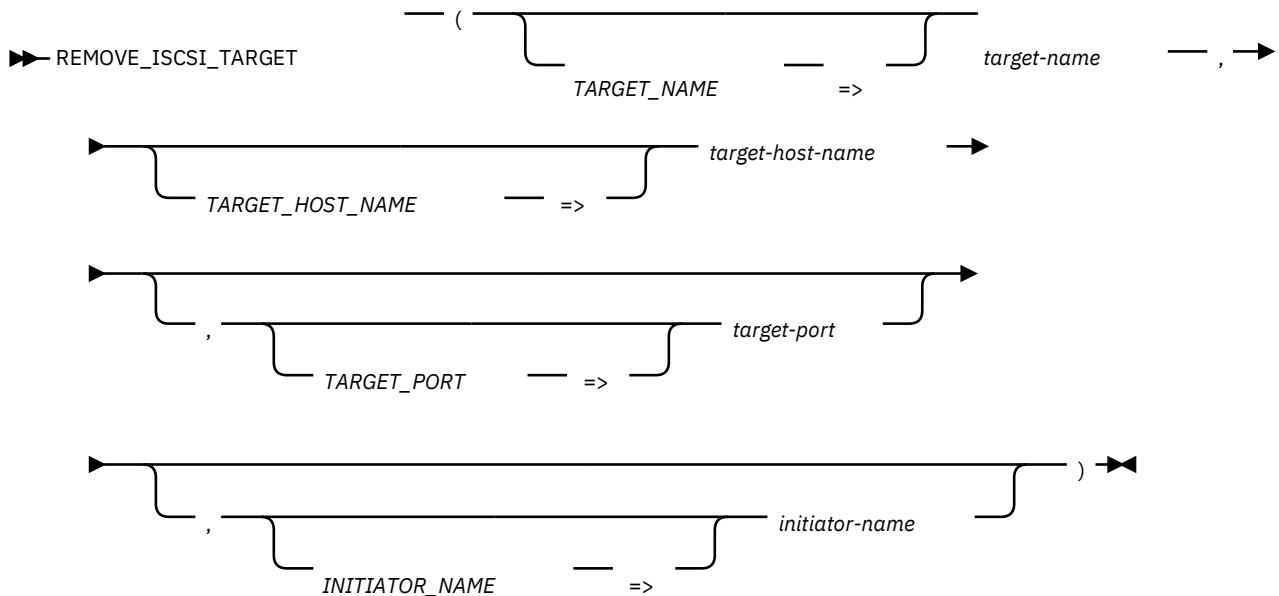 REMOVE_ISCSI_TARGET ( TARGET_NAME => target-name ,
TARGET_HOST_NAME => target-host-name
, TARGET_PORT => target-port
, INITIATOR_NAME => initiator-name )